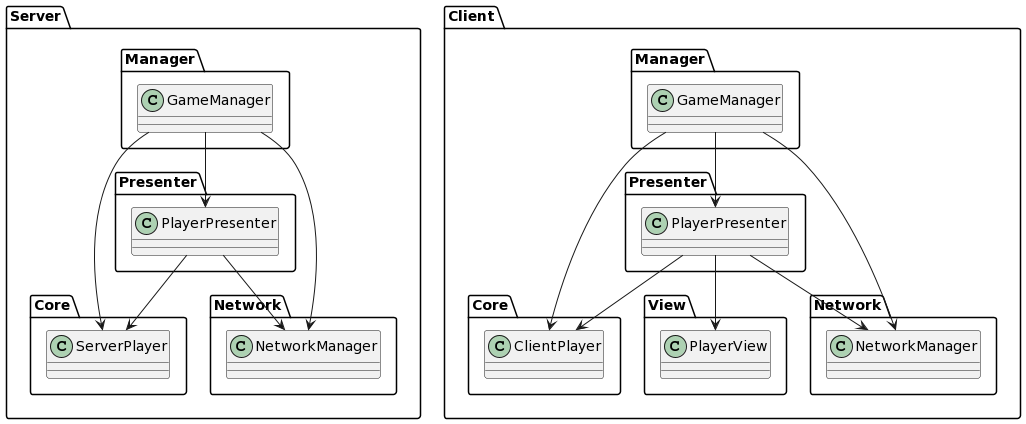 Server
Manager
C GameManager
Presenter
C PlayerPresenter
Core
C ServerPlayer
Network
C NetworkManager
Client
Manager
C GameManager
Presenter
C PlayerPresenter
Core
C ClientPlayer
View
C PlayerView
Network
C NetworkManager